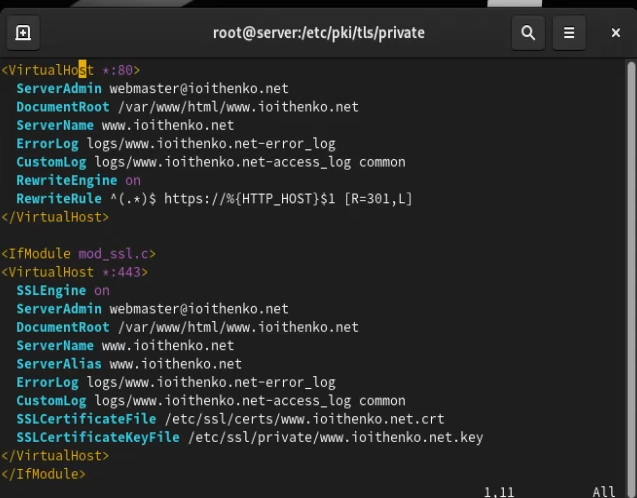 root@server:/etc/pki/tls/private
<VirtualHost *:80>
ServerAdmin webmaster@ioithenko.net
DocumentRoot /var/www/html/www.ioithenko.net
ServerName www.ioithenko.net
ErrorLog logs/www.ioithenko.net-error_log
CustomLog logs/www.ioithenko.net-access_log common
RewriteEngine on
RewriteRule ^(.*)$ https://%{HTTP_HOST}$1 [R=301,L]
</VirtualHost>
<IfModule mod_ssl.c>
<VirtualHost *:443>
SSLEngine on
ServerAdmin webmaster@ioithenko.net
DocumentRoot /var/www/html/www.ioithenko.net
ServerName www.ioithenko.net
ServerAlias www.ioithenko.net
ErrorLog logs/www.ioithenko.net-error_log
CustomLog logs/www.ioithenko.net-access_log common
SSLCertificateFile /etc/ssl/certs/www.ioithenko.net.crt
SSLCertificateKeyFile /etc/ssl/private/www.ioithenko.net.key
</VirtualHost>
</IfModule>
1,11 All